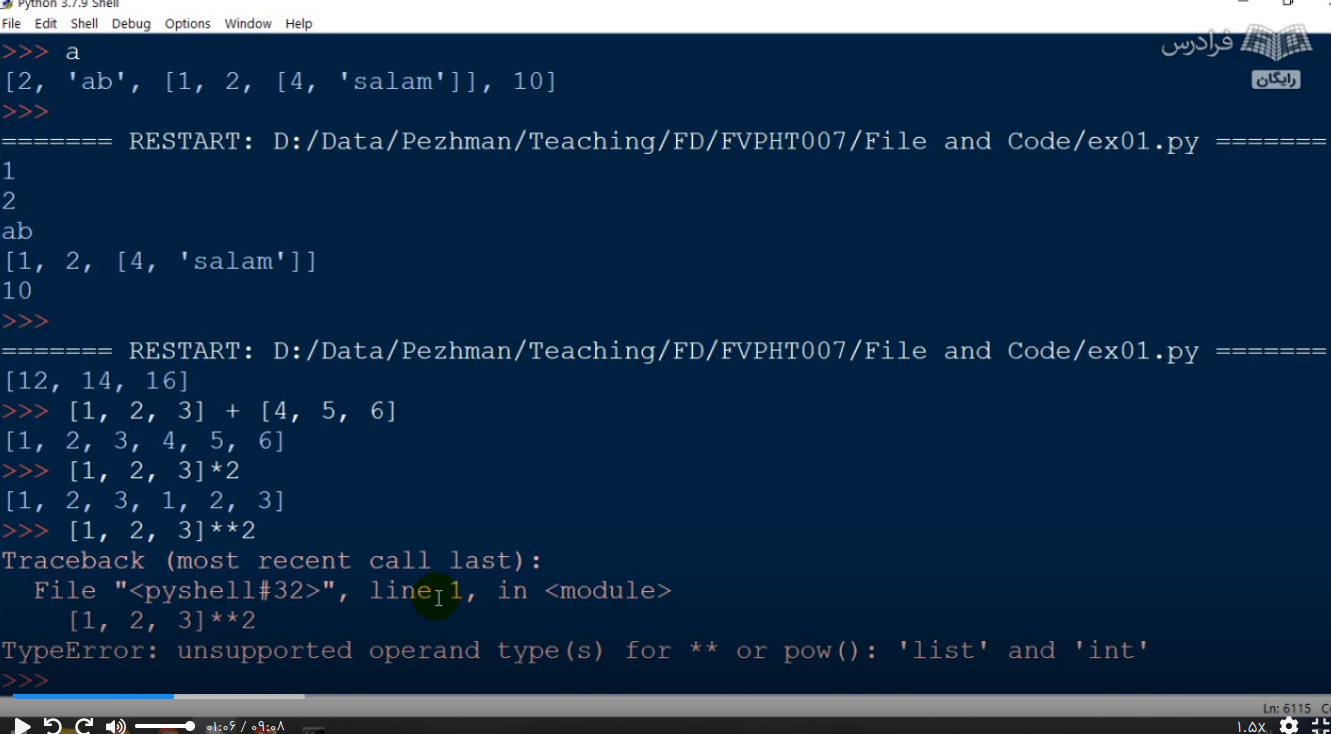 Python 3.7.9 Shell
File Edit Shell Debug Options Window Help
فرادرس
رایگان
>>> a
[2, 'ab', [1, 2, [4, 'salam']], 10]
>>>
======= RESTART: D:/Data/Pezhman/Teaching/FD/FVPHT007/File and Code/ex01.py =======
1
2
ab
[1, 2, [4, 'salam']]
10
>>>
======= RESTART: D:/Data/Pezhman/Teaching/FD/FVPHT007/File and Code/ex01.py =======
[12, 14, 16]
>>> [1, 2, 3] + [4, 5, 6]
[1, 2, 3, 4, 5, 6]
>>> [1, 2, 3]*2
[1, 2, 3, 1, 2, 3]
>>> [1, 2, 3]**2
Traceback (most recent call last):
  File "<pyshell#32>", line 1, in <module>
    [1, 2, 3]**2
TypeError: unsupported operand type(s) for ** or pow(): 'list' and 'int'
>>>
Ln: 6115
۰۱:۰۶ / ۰۹:۰۸
۱.۵X